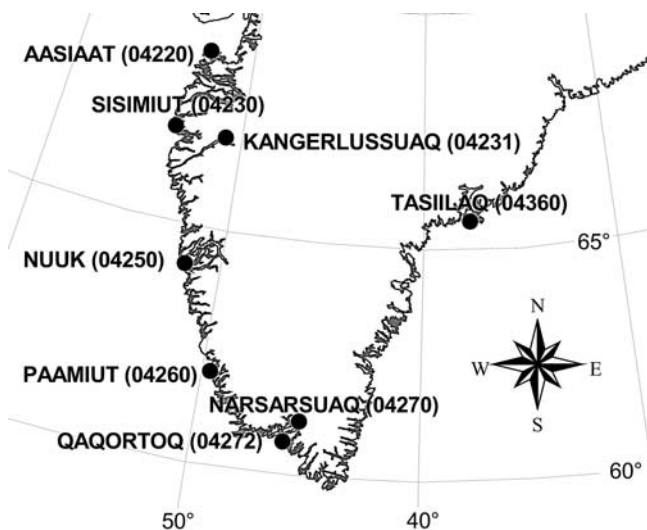 AASIAAT (04220)
SISIMIUT (04230)
KANGERLUSSUAQ (04231)
TASIILAQ (04360)
NUUK (04250)
65°
N
W
E
S
PAAMIUT (04260)
NARSARSUAQ (04270)
QAQORTOQ (04272)
60°
50°
40°